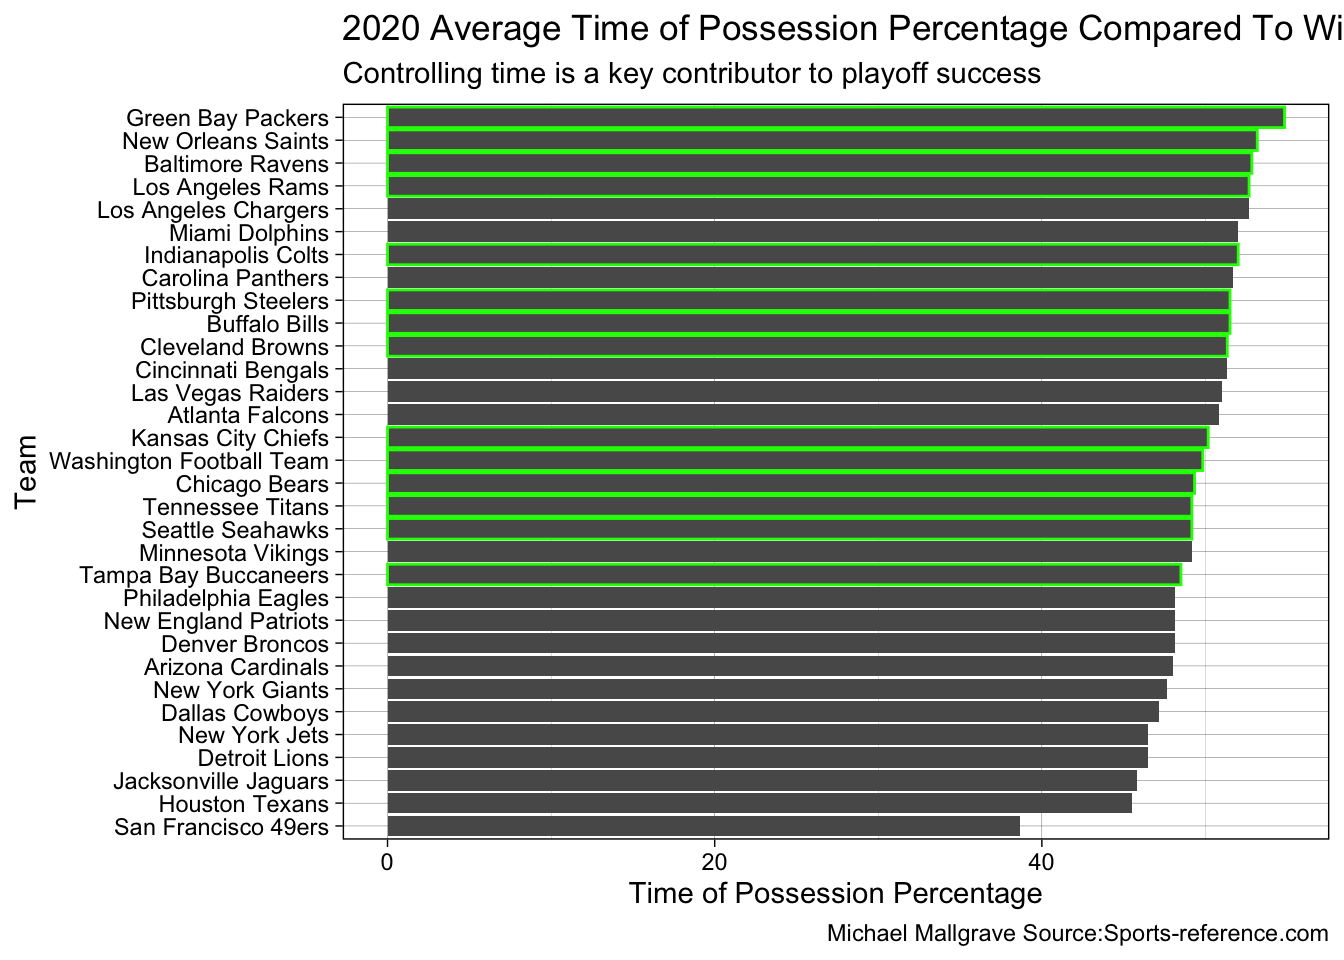 2020 Average Time of Possession Percentage Compared To Wi
Controlling time is a key contributor to playoff success
Green Bay Packers
New Orleans Saints
Baltimore Ravens
Los Angeles Rams
Los Angeles Chargers
Miami Dolphins
Indianapolis Colts
Carolina Panthers
Pittsburgh Steelers
Buffalo Bills
Cleveland Browns
Cincinnati Bengals
Las Vegas Raiders
Atlanta Falcons
Kansas City Chiefs
Washington Football Team
Chicago Bears
Tennessee Titans
Seattle Seahawks
Minnesota Vikings
Tampa Bay Buccaneers
Philadelphia Eagles
New England Patriots
Denver Broncos
Arizona Cardinals
New York Giants
Dallas Cowboys
New York Jets
Detroit Lions
Jacksonville Jaguars
Houston Texans
San Francisco 49ers
Team
0 20 40
Time of Possession Percentage
Michael Mallgrave Source:Sports-reference.com